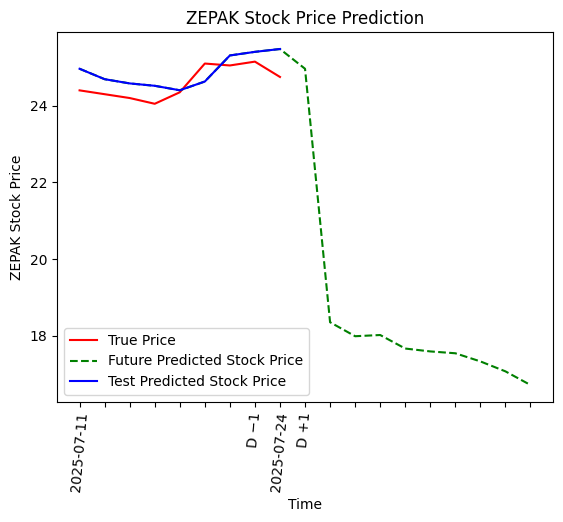 ZEPAK Stock Price Prediction
ZEPAK Stock Price
24
22
20
18
True Price
Future Predicted Stock Price
Test Predicted Stock Price
2025-07-11
D −1
2025-07-24
D +1
Time